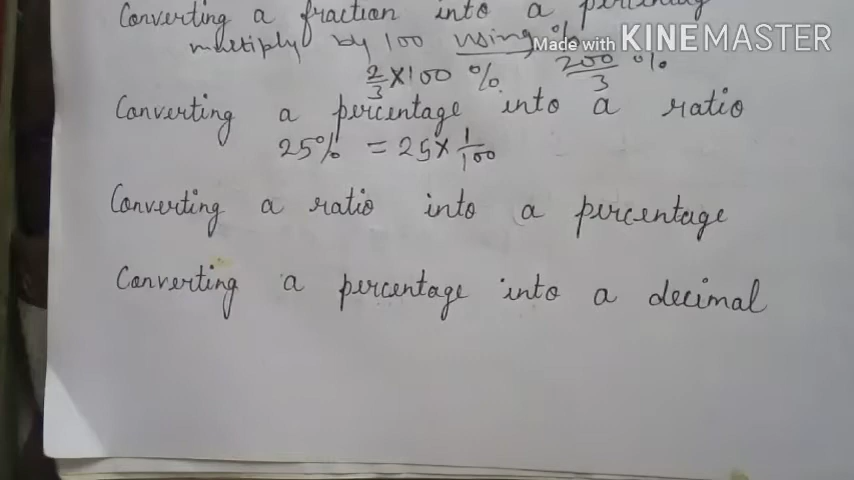 Converting a fraction into a percentag
multiply by 100 using %
Made with KINEMASTER
2/3 × 100 % 200/3 %
Converting a percentage into a ratio
25% = 25 × 1/100
Converting a ratio into a percentage
Converting a percentage into a decimal